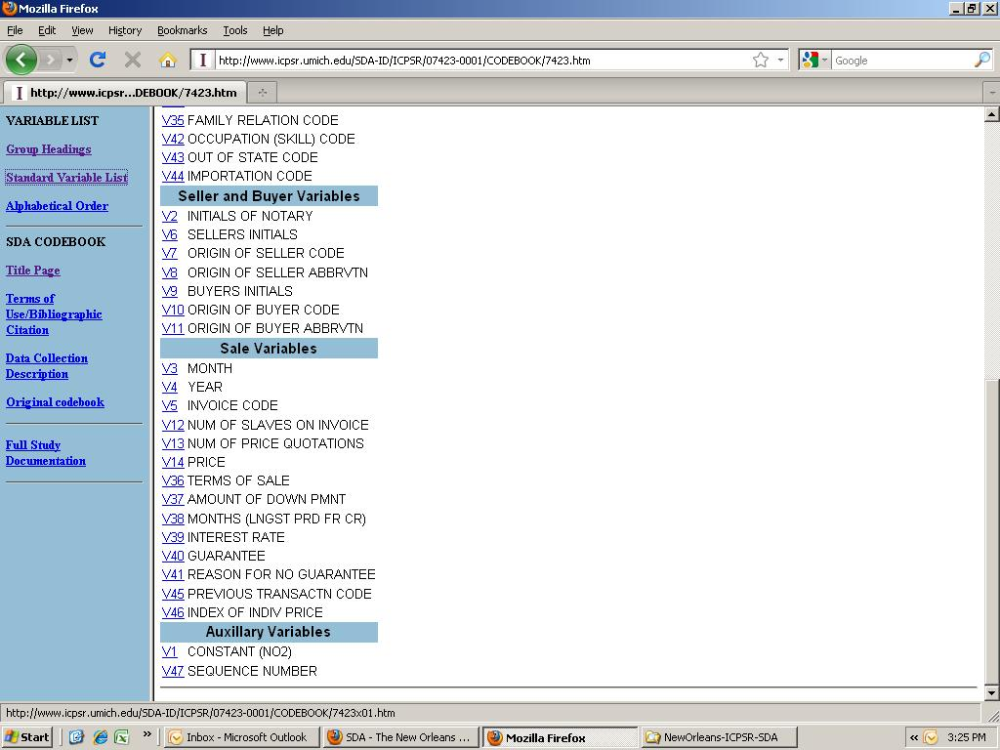 Mozilla Firefox
File Edit View History Bookmarks Tools Help
http://www.icpsr.umich.edu/SDA-ID/ICPSR/07423-0001/CODEBOOK/7423.htm
Google
http://www.icpsr...DEBOOK/7423.htm
VARIABLE LIST
Group Headings
Standard Variable List
Alphabetical Order
SDA CODEBOOK
Title Page
Terms of
Use/Bibliographic
Citation
Data Collection
Description
Original codebook
Full Study
Documentation
V35 FAMILY RELATION CODE
V42 OCCUPATION (SKILL) CODE
V43 OUT OF STATE CODE
V44 IMPORTATION CODE
Seller and Buyer Variables
V2 INITIALS OF NOTARY
V6 SELLERS INITIALS
V7 ORIGIN OF SELLER CODE
V8 ORIGIN OF SELLER ABBRVTN
V9 BUYERS INITIALS
V10 ORIGIN OF BUYER CODE
V11 ORIGIN OF BUYER ABBRVTN
Sale Variables
V3 MONTH
V4 YEAR
V5 INVOICE CODE
V12 NUM OF SLAVES ON INVOICE
V13 NUM OF PRICE QUOTATIONS
V14 PRICE
V36 TERMS OF SALE
V37 AMOUNT OF DOWN PMNT
V38 MONTHS (LNGST PRD FR CR)
V39 INTEREST RATE
V40 GUARANTEE
V41 REASON FOR NO GUARANTEE
V45 PREVIOUS TRANSACTN CODE
V46 INDEX OF INDIV PRICE
Auxillary Variables
V1 CONSTANT (NO2)
V47 SEQUENCE NUMBER
http://www.icpsr.umich.edu/SDA-ID/ICPSR/07423-0001/CODEBOOK/7423x01.htm
Start » Inbox - Microsoft Outlook SDA - The New Orleans ... Mozilla Firefox NewOrleans-ICPSR-SDA « 3:25 PM